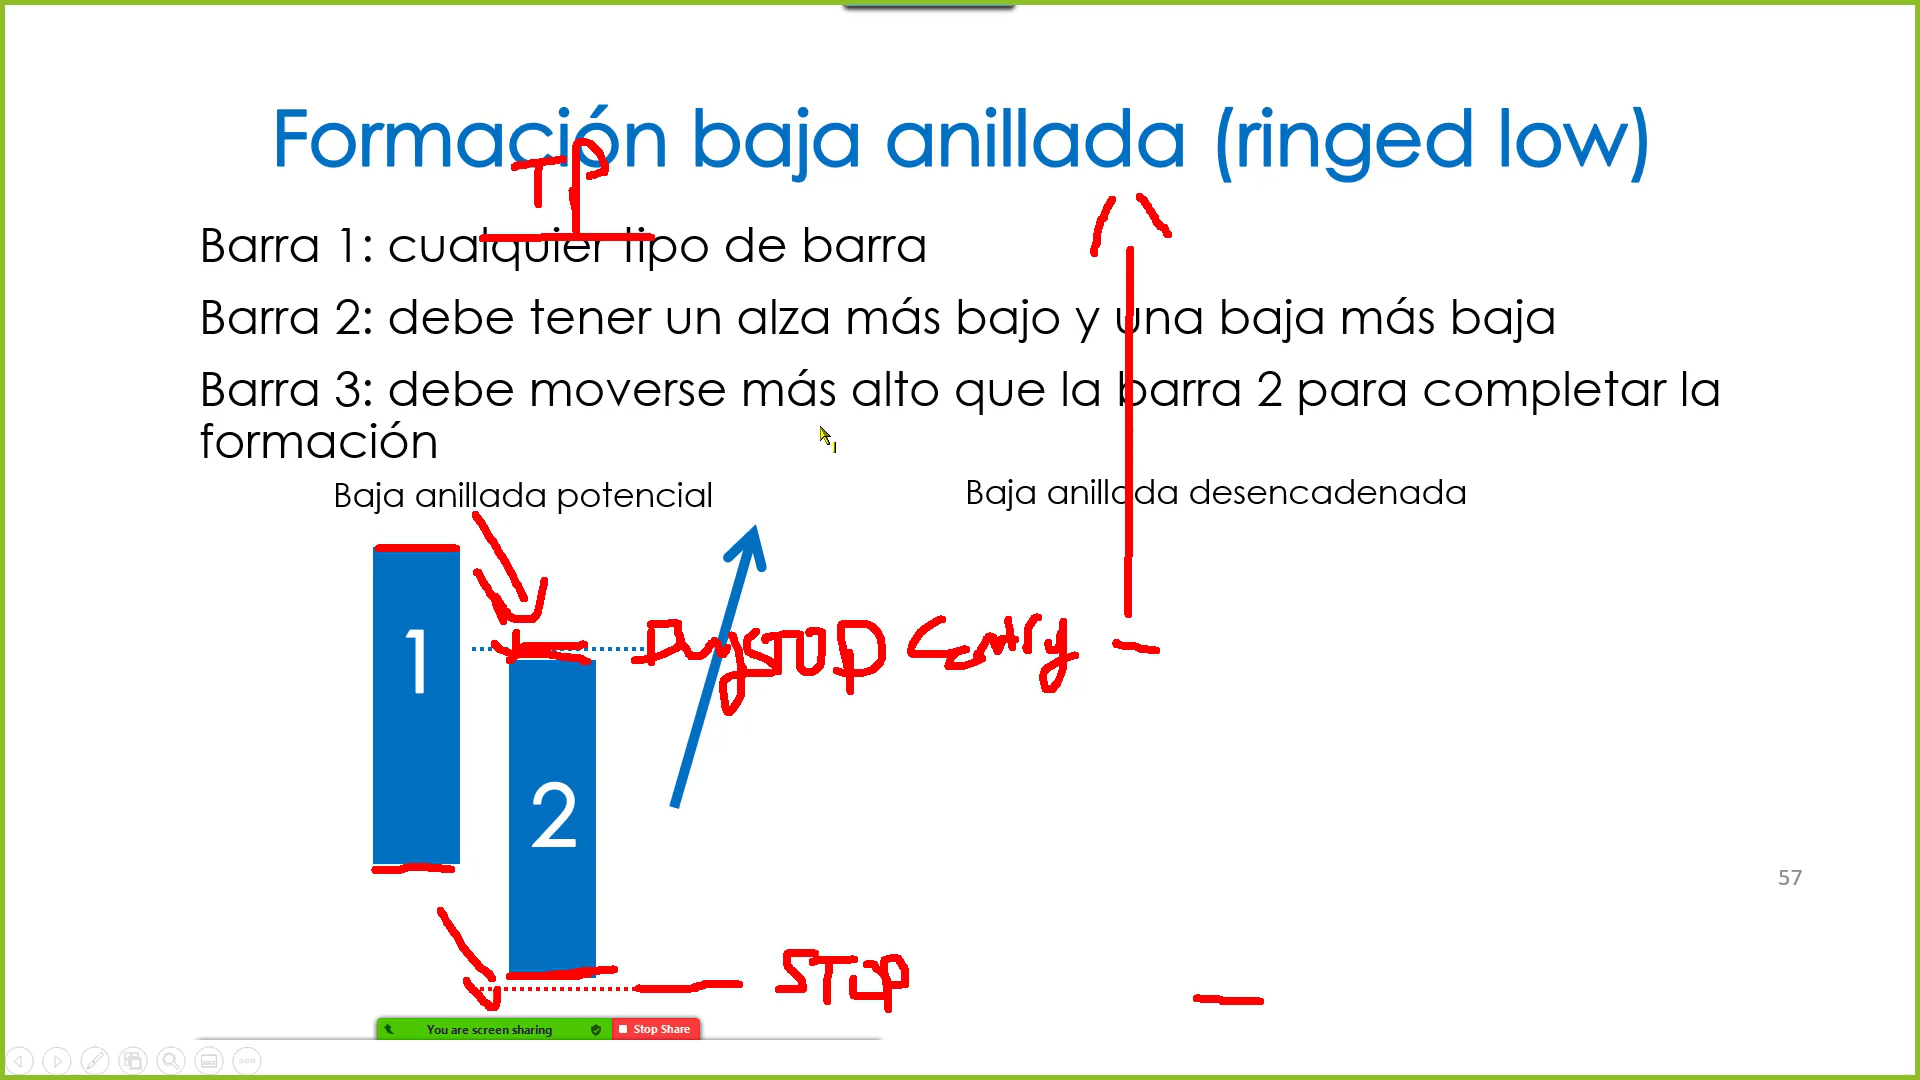 Formación baja anillada (ringed low)
TP
Barra 1: cualquier tipo de barra
Barra 2: debe tener un alza más bajo y una baja más baja
Barra 3: debe moverse más alto que la barra 2 para completar la
formación
Baja anillada potencial
Baja anillada desencadenada
1
Buy STOP Entry
2
57
STOP
You are screen sharing
Stop Share